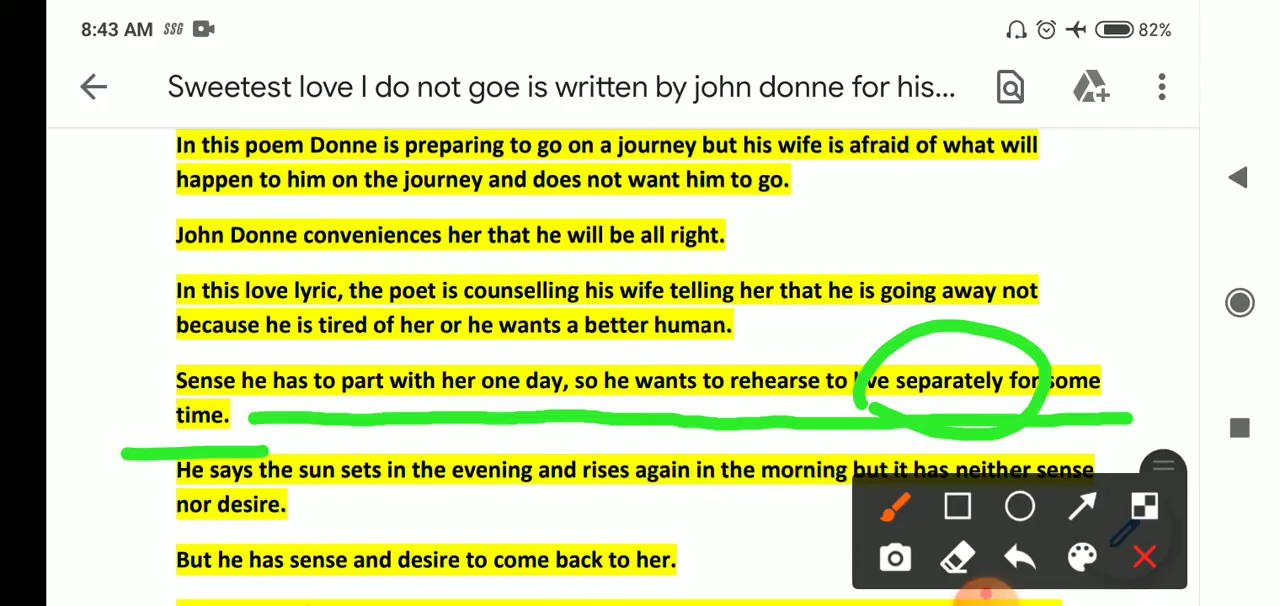 8:43 AM SSG 82%
Sweetest love I do not goe is written by john donne for his...
In this poem Donne is preparing to go on a journey but his wife is afraid of what will
happen to him on the journey and does not want him to go.
John Donne conveniences her that he will be all right.
In this love lyric, the poet is counselling his wife telling her that he is going away not
because he is tired of her or he wants a better human.
Sense he has to part with her one day, so he wants to rehearse to live separately for some
time.
He says the sun sets in the evening and rises again in the morning but it has neither sense
nor desire.
But he has sense and desire to come back to her.